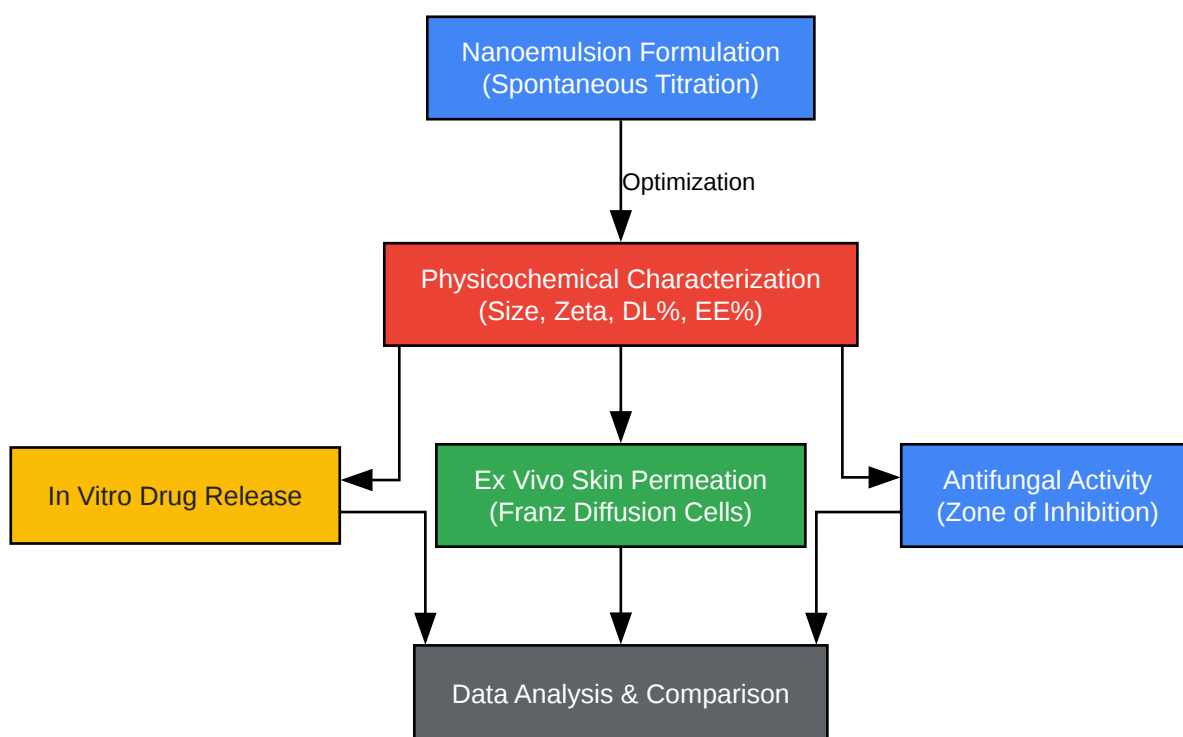 Nanoemulsion Formulation
(Spontaneous Titration)
Optimization
Physicochemical Characterization
(Size, Zeta, DL%, EE%)
In Vitro Drug Release
Ex Vivo Skin Permeation
(Franz Diffusion Cells)
Antifungal Activity
(Zone of Inhibition)
Data Analysis & Comparison